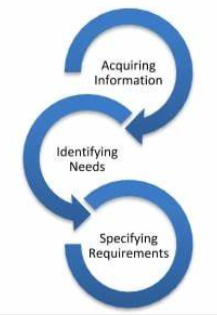 Acquiring
Information
Identifying
Needs
Specifying
Requirements